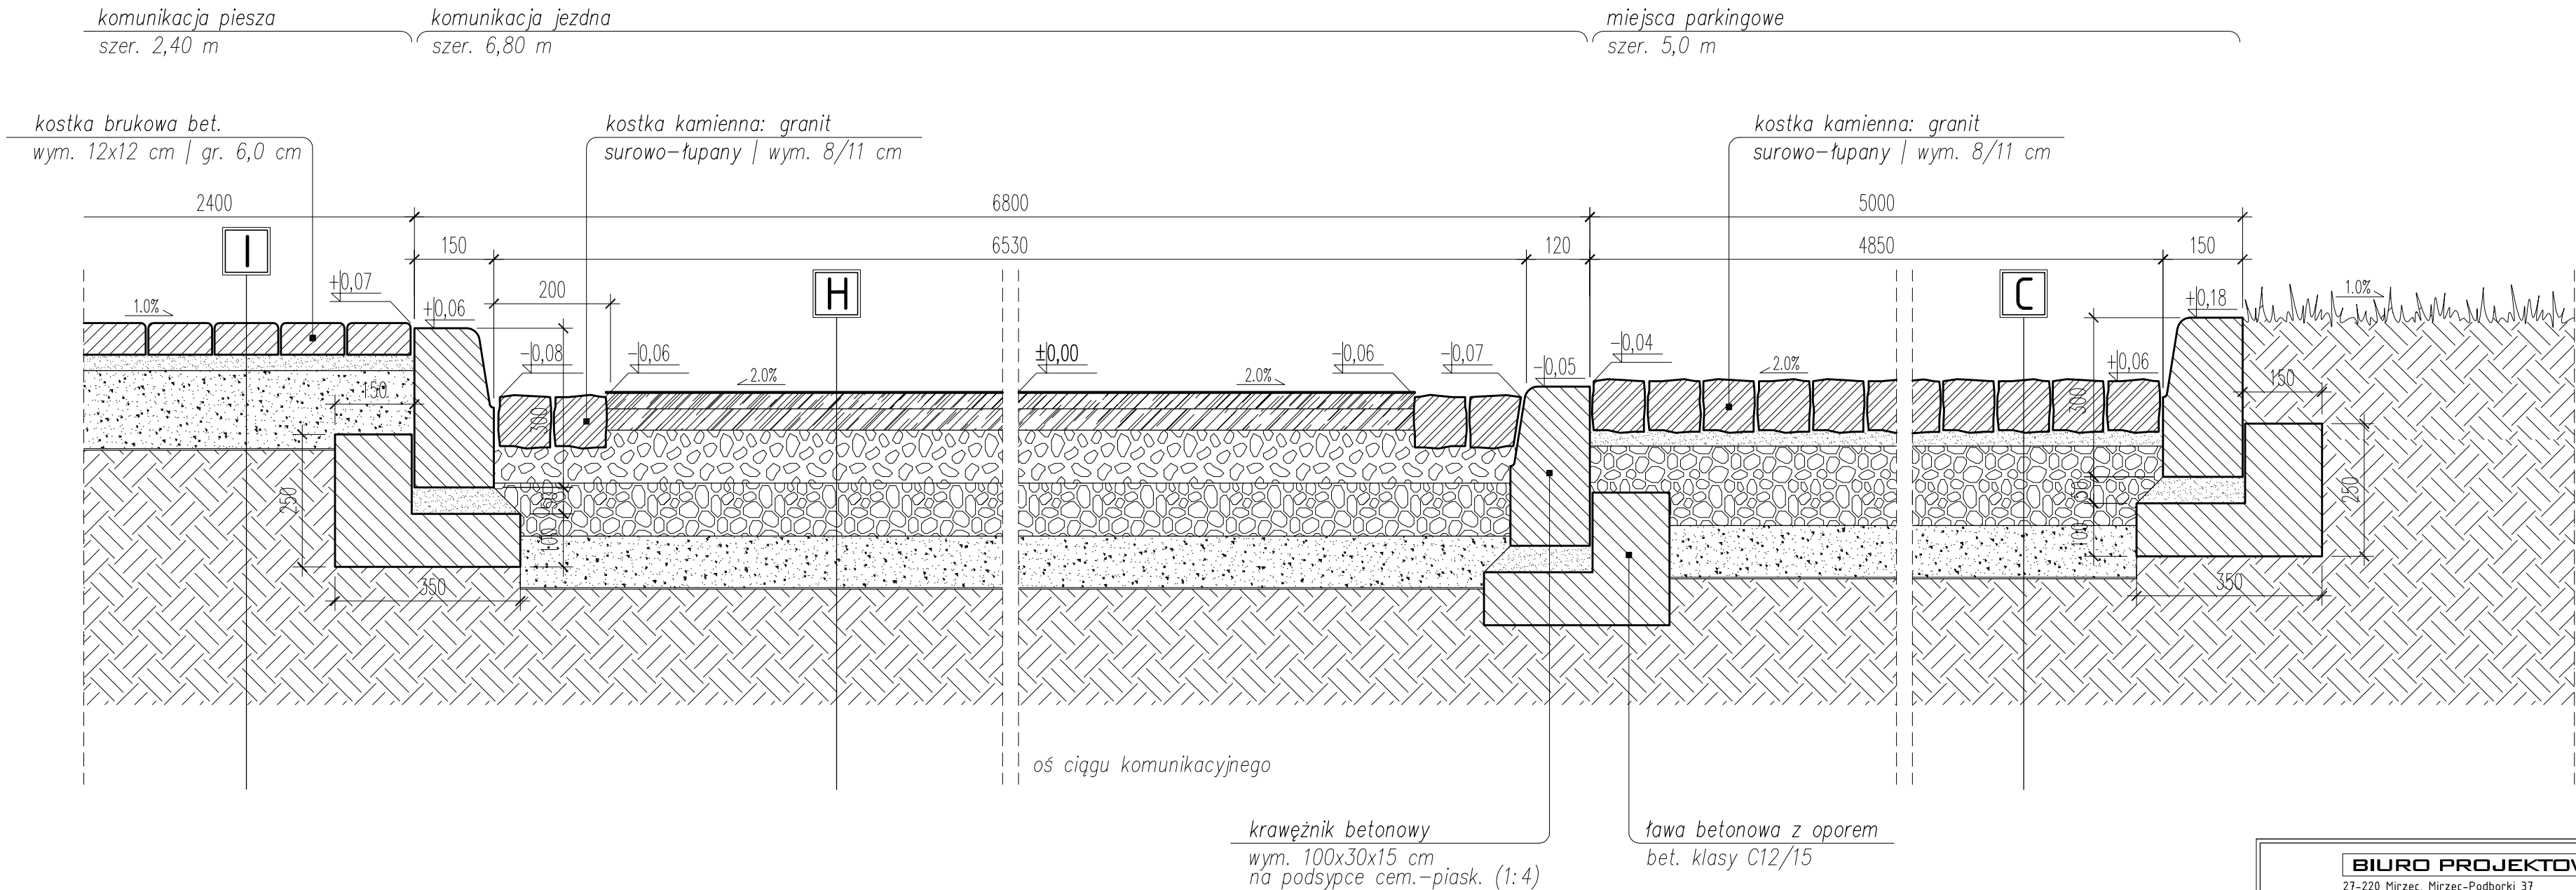 komunikacja piesza
szer. 2,40 m
komunikacja jezdna
szer. 6,80 m
miejsca parkingowe
szer. 5,0 m
kostka brukowa bet.
wym. 12x12 cm | gr. 6,0 cm
kostka kamienna: granit
surowo-łupany | wym. 8/11 cm
kostka kamienna: granit
surowo-łupany | wym. 8/11 cm
2400
6800
5000
I
150
6530
120
4850
150
H
C
+0,07
+0,06
200
+0,18
1.0%
1.0%
-0,08
-0,06
±0,00
-0,06
-0,07
-0,05
-0,04
+0,06
2.0%
2.0%
2.0%
150
300
300
150
250
50
100
50
100
250
350
350
oś ciągu komunikacyjnego
krawężnik betonowy
wym. 100x30x15 cm
na podsypce cem.-piask. (1:4)
ława betonowa z oporem
bet. klasy C12/15
BIURO PROJEKTOW
27-220 Mirzec, Mirzec-Podborki 37